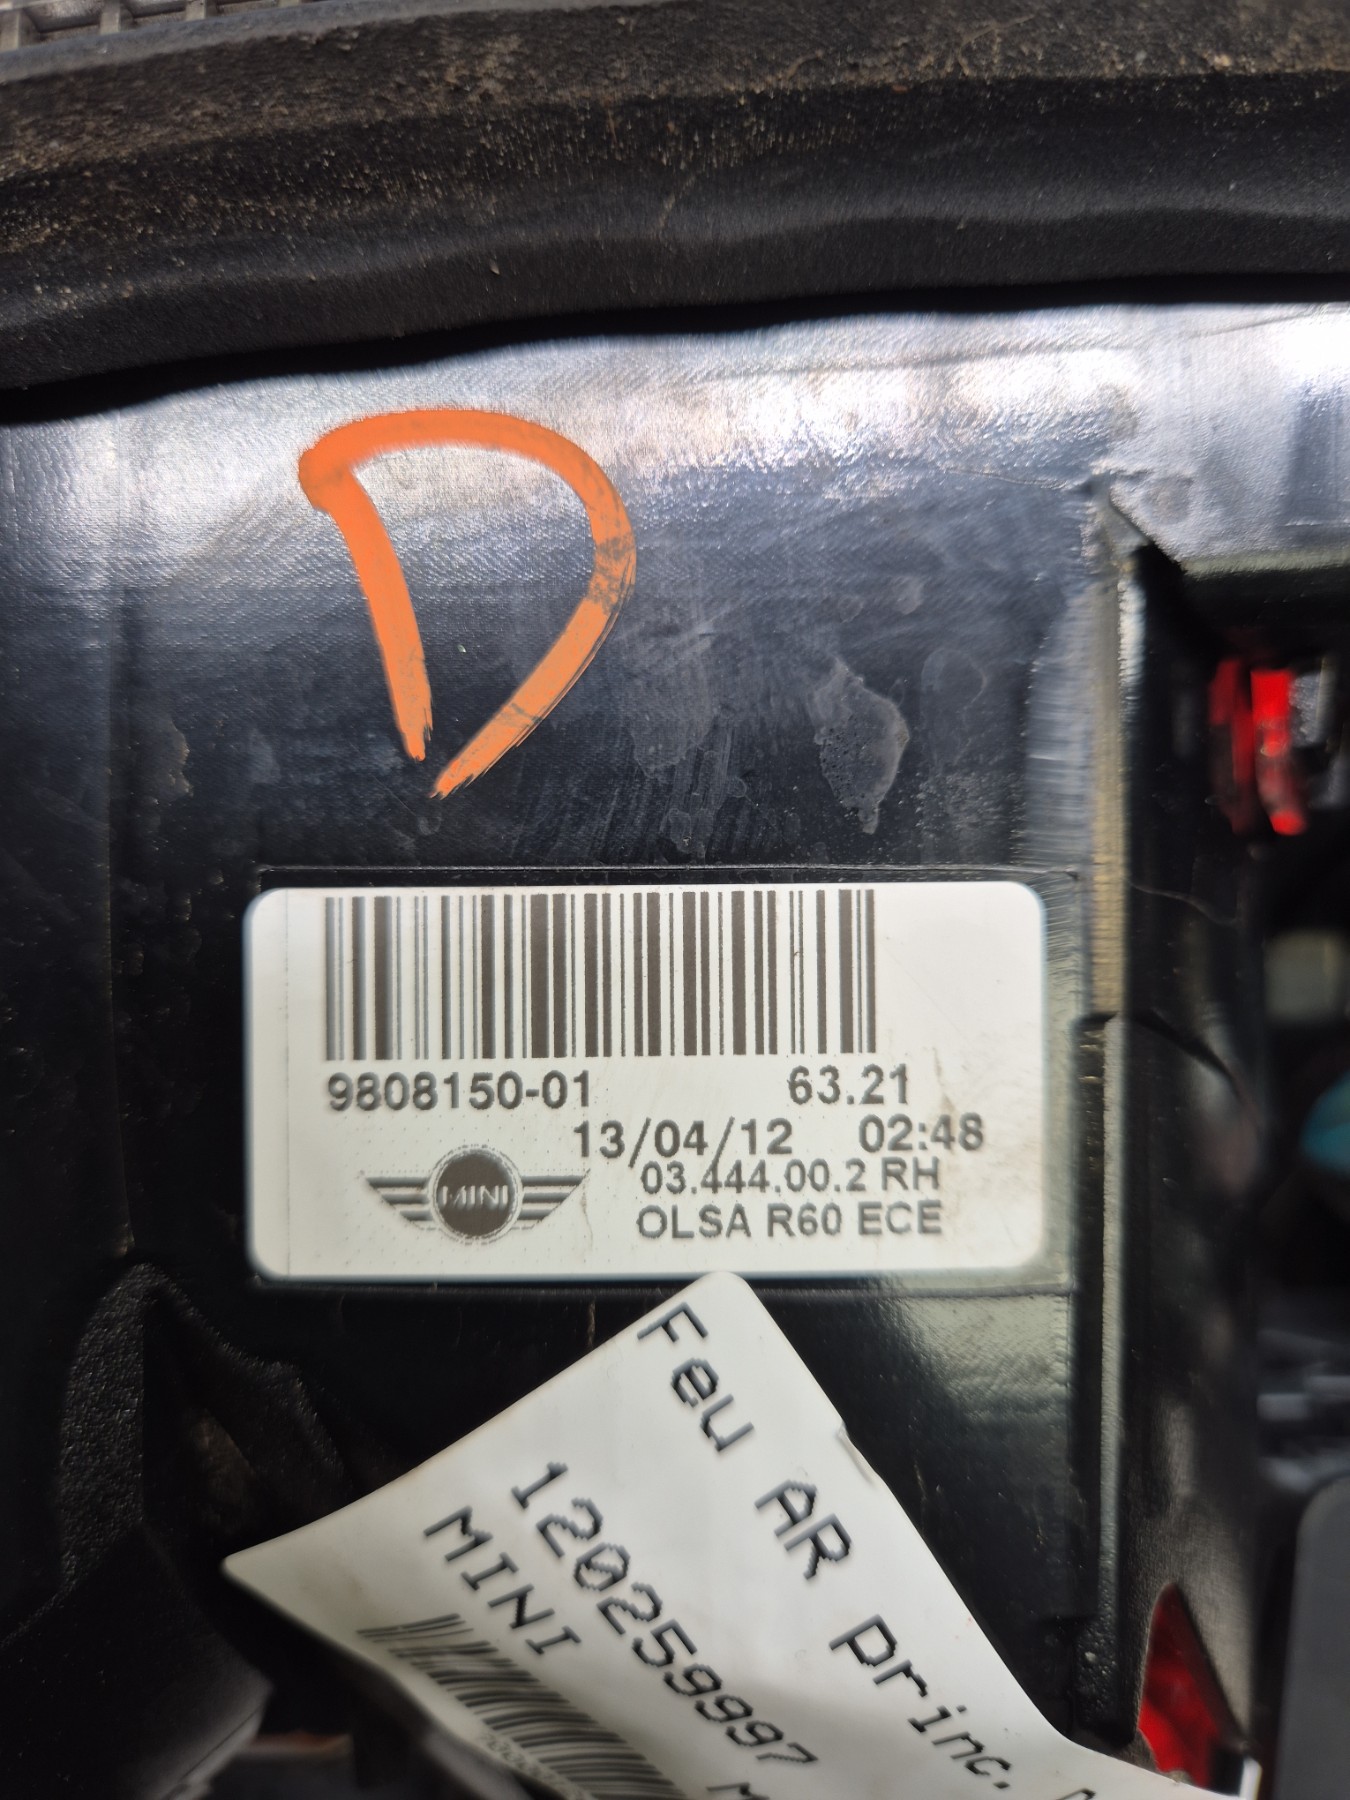 D
9808150-01 63.21
13/04/12 02:48
03.444.00.2 RH
MINI
OLSA R60 ECE
Feu AR princ.
120259997
MINI